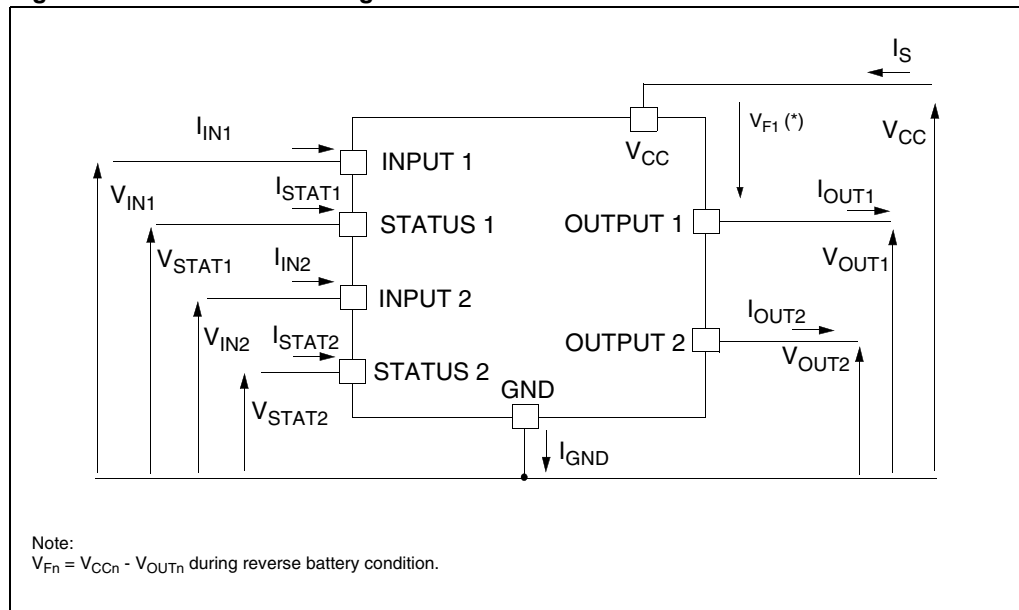 I_S
V_F1 (*)
V_CC
I_IN1
V_CC
INPUT 1
I_STAT1
I_OUT1
V_IN1
STATUS 1
OUTPUT 1
V_STAT1
I_IN2
V_OUT1
INPUT 2
I_OUT2
V_IN2
I_STAT2
OUTPUT 2
V_OUT2
STATUS 2
GND
V_STAT2
I_GND
Note:
V_Fn = V_CCn - V_OUTn during reverse battery condition.